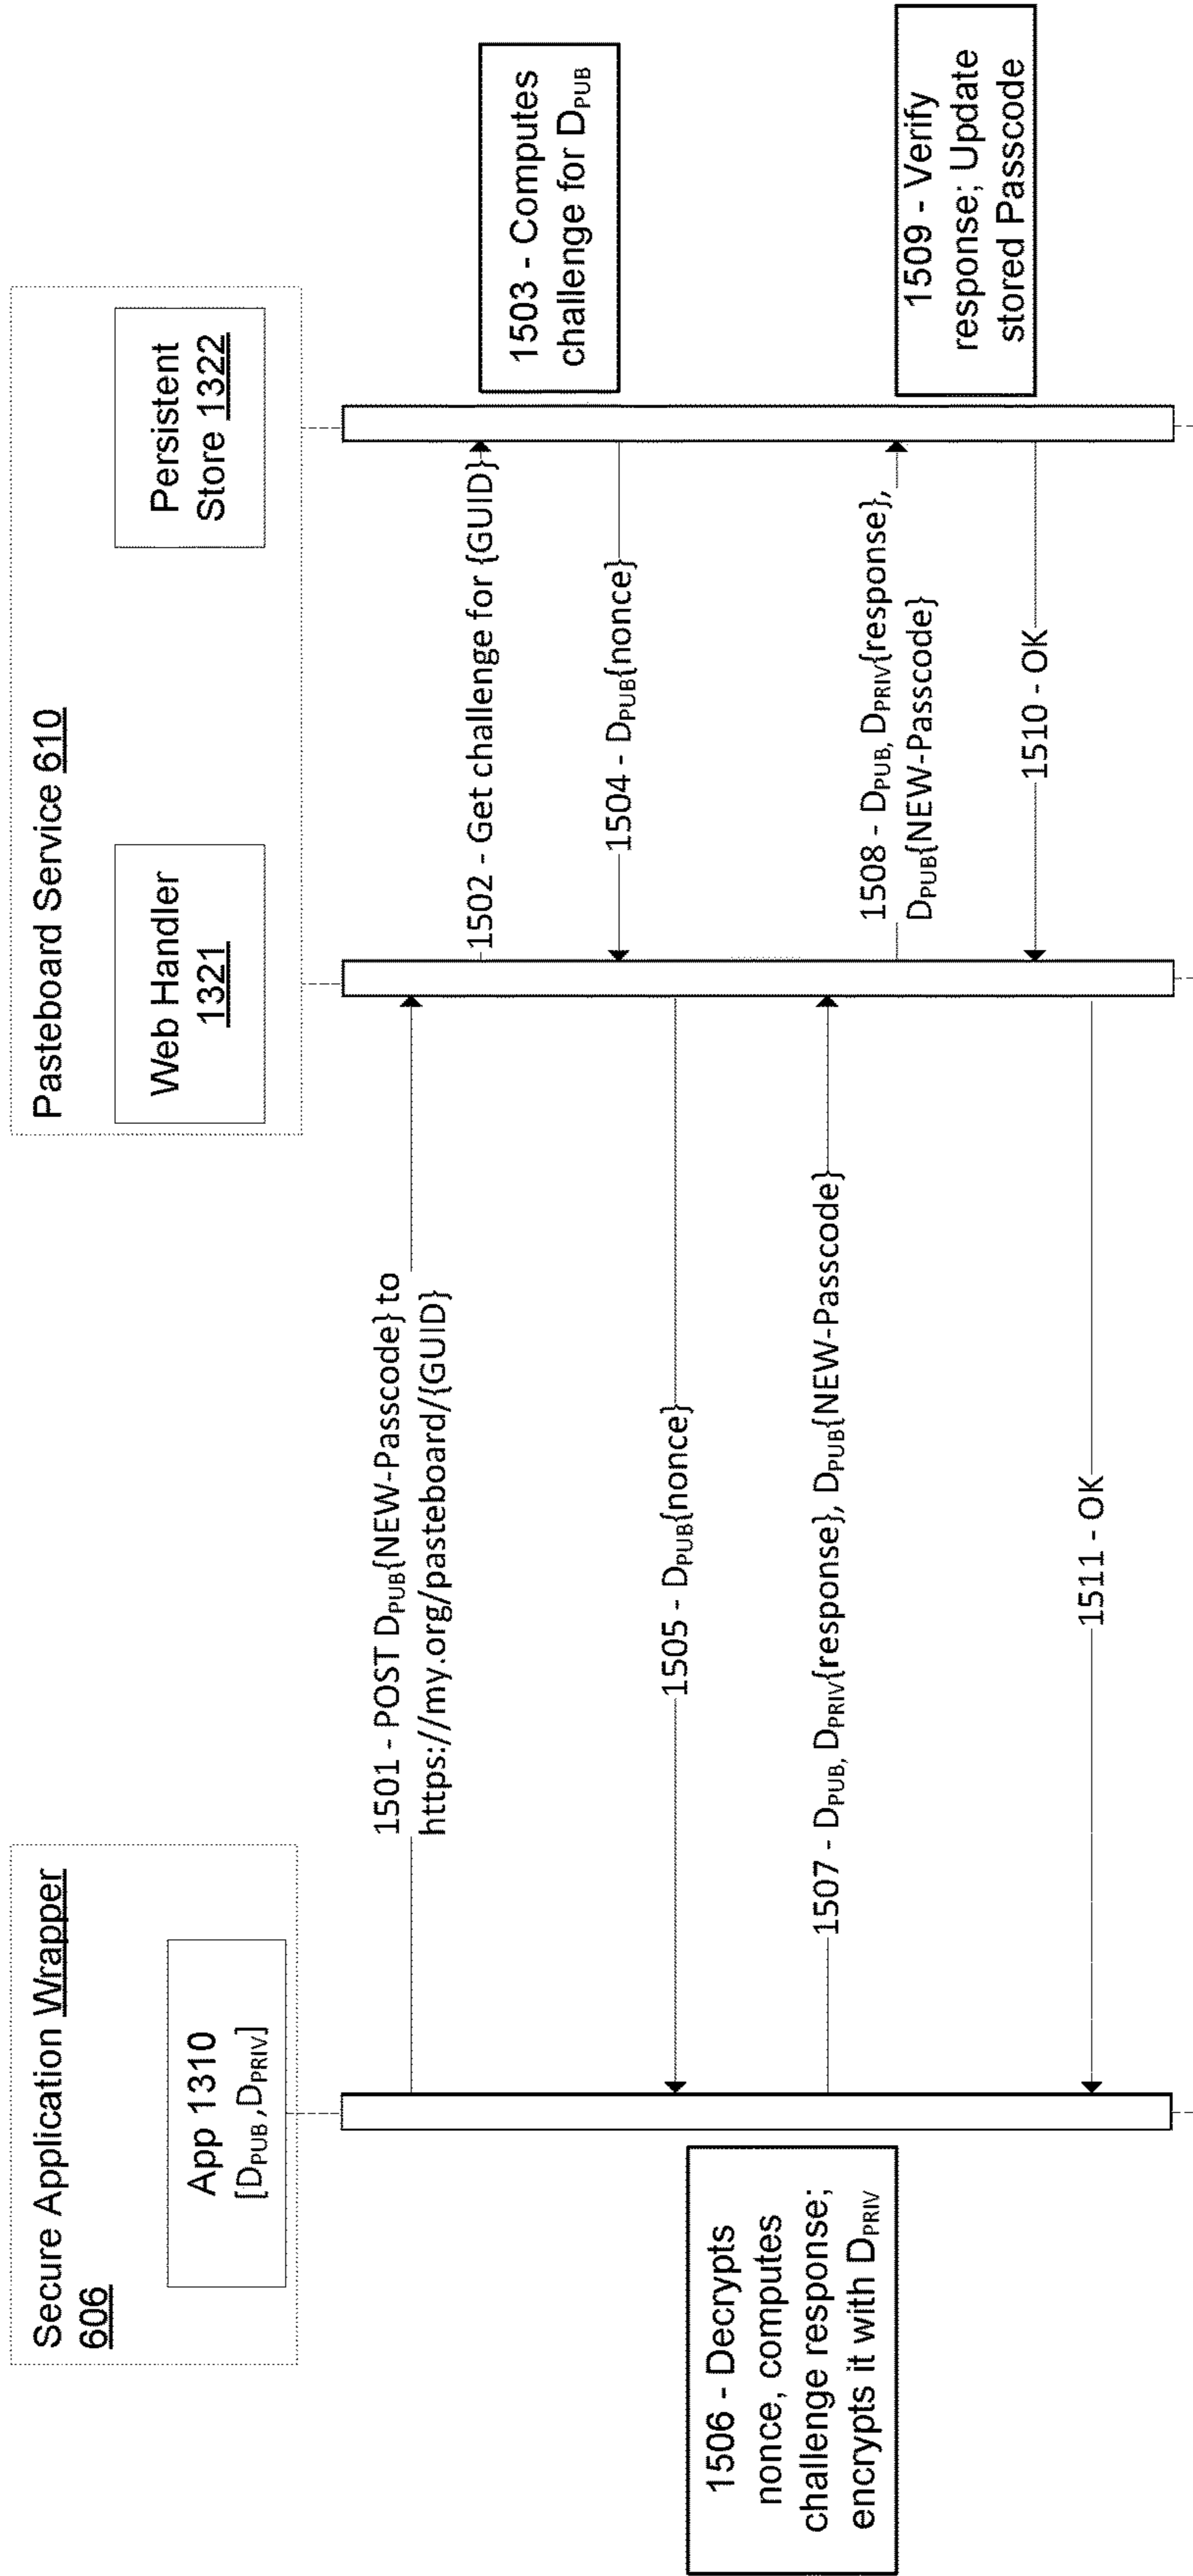 Secure Application Wrapper
606
App 1310
[DPUB ,DPRIV]
Pasteboard Service 610
Web Handler
1321
Persistent
Store 1322
1501 - POST DPUB{NEW-Passcode} to
https://my.org/pasteboard/{GUID}
1502 - Get challenge for {GUID}
1503 - Computes
challenge for DPUB
1504 - DPUB{nonce}
1505 - DPUB{nonce}
1506 - Decrypts
nonce, computes
challenge response;
encrypts it with DPRIV
1507 - DPUB, DPRIV{response}, DPUB{NEW-Passcode}
1508 - DPUB, DPRIV{response},
DPUB{NEW-Passcode}
1509 - Verify
response; Update
stored Passcode
1510 - OK
1511 - OK